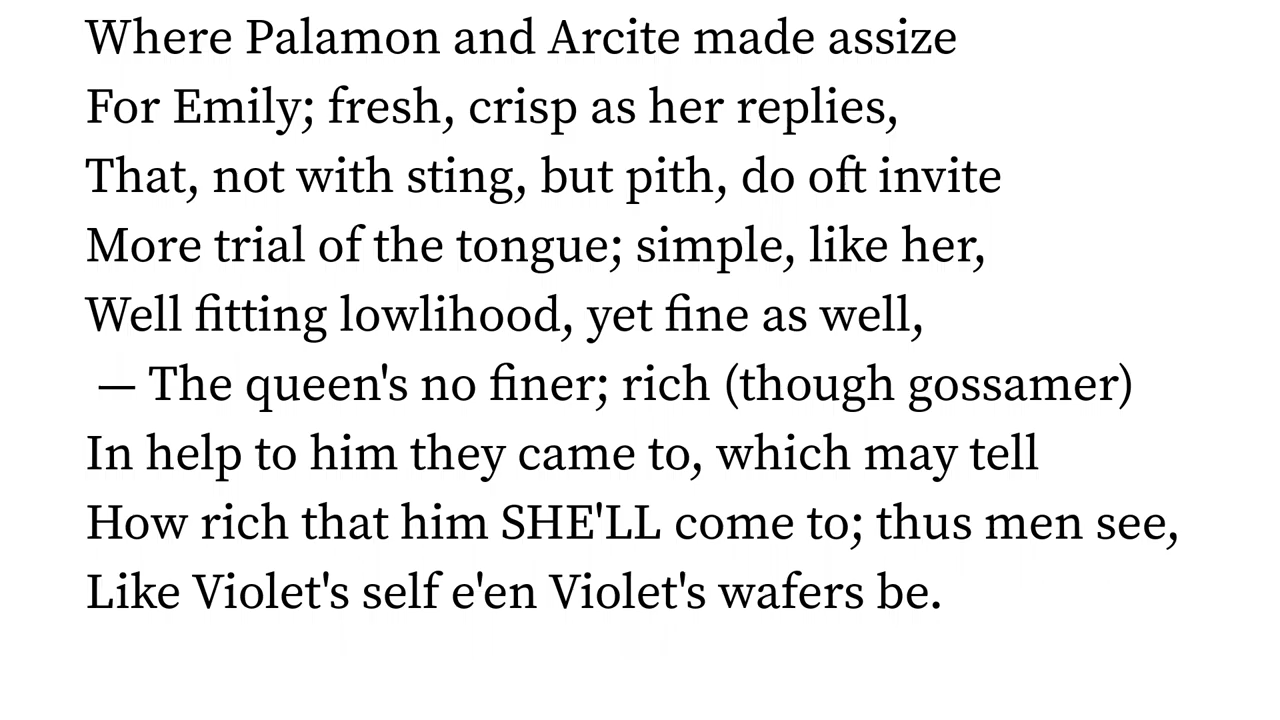 Where Palamon and Arcite made assize
For Emily; fresh, crisp as her replies,
That, not with sting, but pith, do oft invite
More trial of the tongue; simple, like her,
Well fitting lowlihood, yet fine as well,
— The queen's no finer; rich (though gossamer)
In help to him they came to, which may tell
How rich that him SHE'LL come to; thus men see,
Like Violet's self e'en Violet's wafers be.